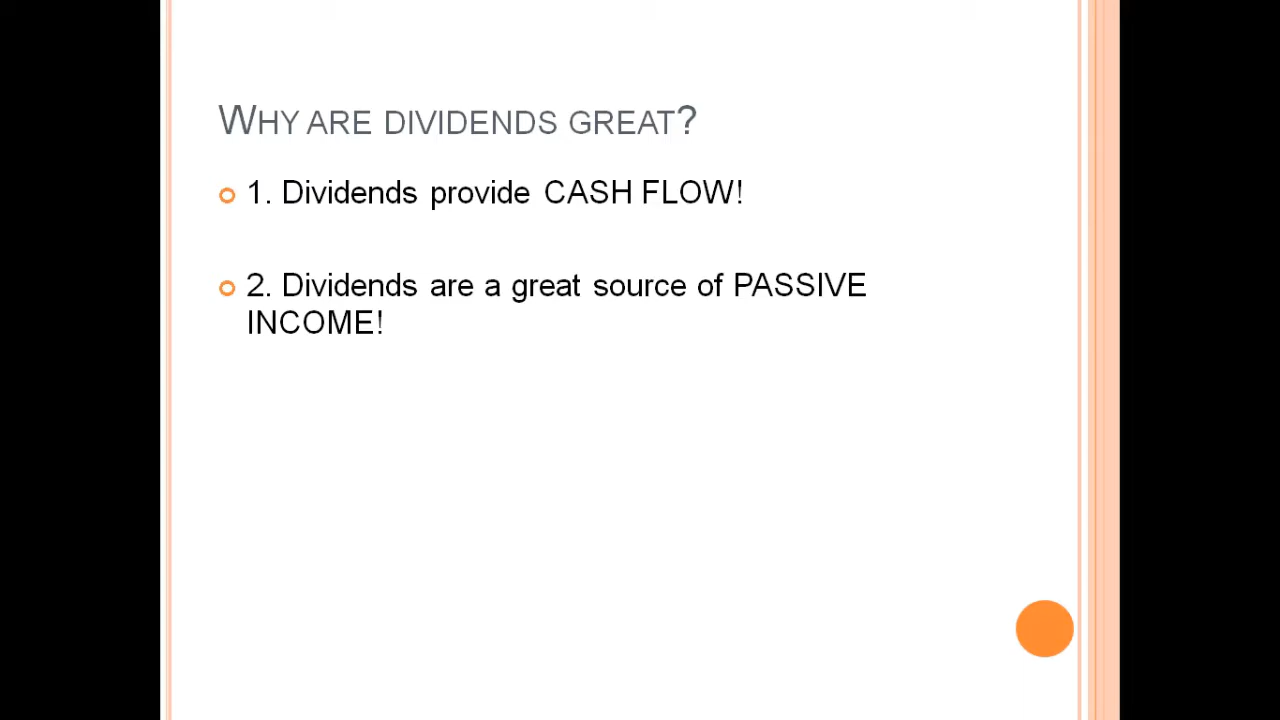 WHY ARE DIVIDENDS GREAT?
1. Dividends provide CASH FLOW!
2. Dividends are a great source of PASSIVE
INCOME!